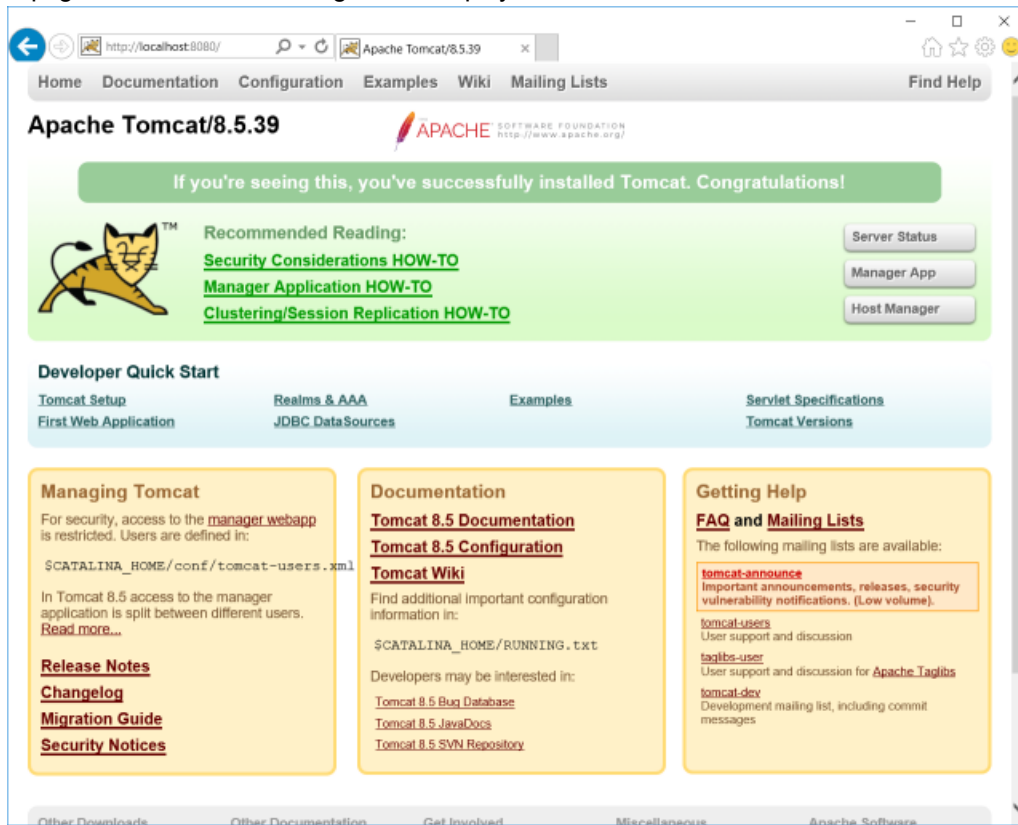 http://localhost:8080/
Apache Tomcat/8.5.39
Home Documentation Configuration Examples Wiki Mailing Lists Find Help
Apache Tomcat/8.5.39
APACHE SOFTWARE FOUNDATION
http://www.apache.org/
If you're seeing this, you've successfully installed Tomcat. Congratulations!
TM
Recommended Reading:
Security Considerations HOW-TO
Manager Application HOW-TO
Clustering/Session Replication HOW-TO
Server Status
Manager App
Host Manager
Developer Quick Start
Tomcat Setup
First Web Application
Realms & AAA
JDBC DataSources
Examples
Servlet Specifications
Tomcat Versions
Managing Tomcat
For security, access to the manager webapp
is restricted. Users are defined in:
$CATALINA_HOME/conf/tomcat-users.xml
In Tomcat 8.5 access to the manager
application is split between different users.
Read more...
Release Notes
Changelog
Migration Guide
Security Notices
Documentation
Tomcat 8.5 Documentation
Tomcat 8.5 Configuration
Tomcat Wiki
Find additional important configuration
information in:
$CATALINA_HOME/RUNNING.txt
Developers may be interested in:
Tomcat 8.5 Bug Database
Tomcat 8.5 JavaDocs
Tomcat 8.5 SVN Repository
Getting Help
FAQ and Mailing Lists
The following mailing lists are available:
tomcat-announce
Important announcements, releases, security
vulnerability notifications. (Low volume).
tomcat-users
User support and discussion
taglibs-user
User support and discussion for Apache Taglibs
tomcat-dev
Development mailing list, including commit
messages
Other Downloads Other Documentation Get Involved Miscellaneous Apache Software